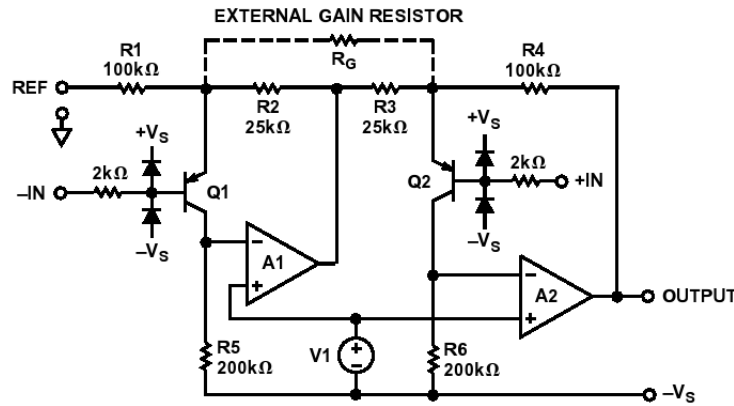 EXTERNAL GAIN RESISTOR
RG
R1
100kΩ
R4
100kΩ
REF
R2
25kΩ
R3
25kΩ
+VS
+VS
2kΩ
2kΩ
–IN
Q1
Q2
+IN
–VS
–VS
–
A1
+
–
A2
+
OUTPUT
R5
200kΩ
V1
+
–
R6
200kΩ
–VS